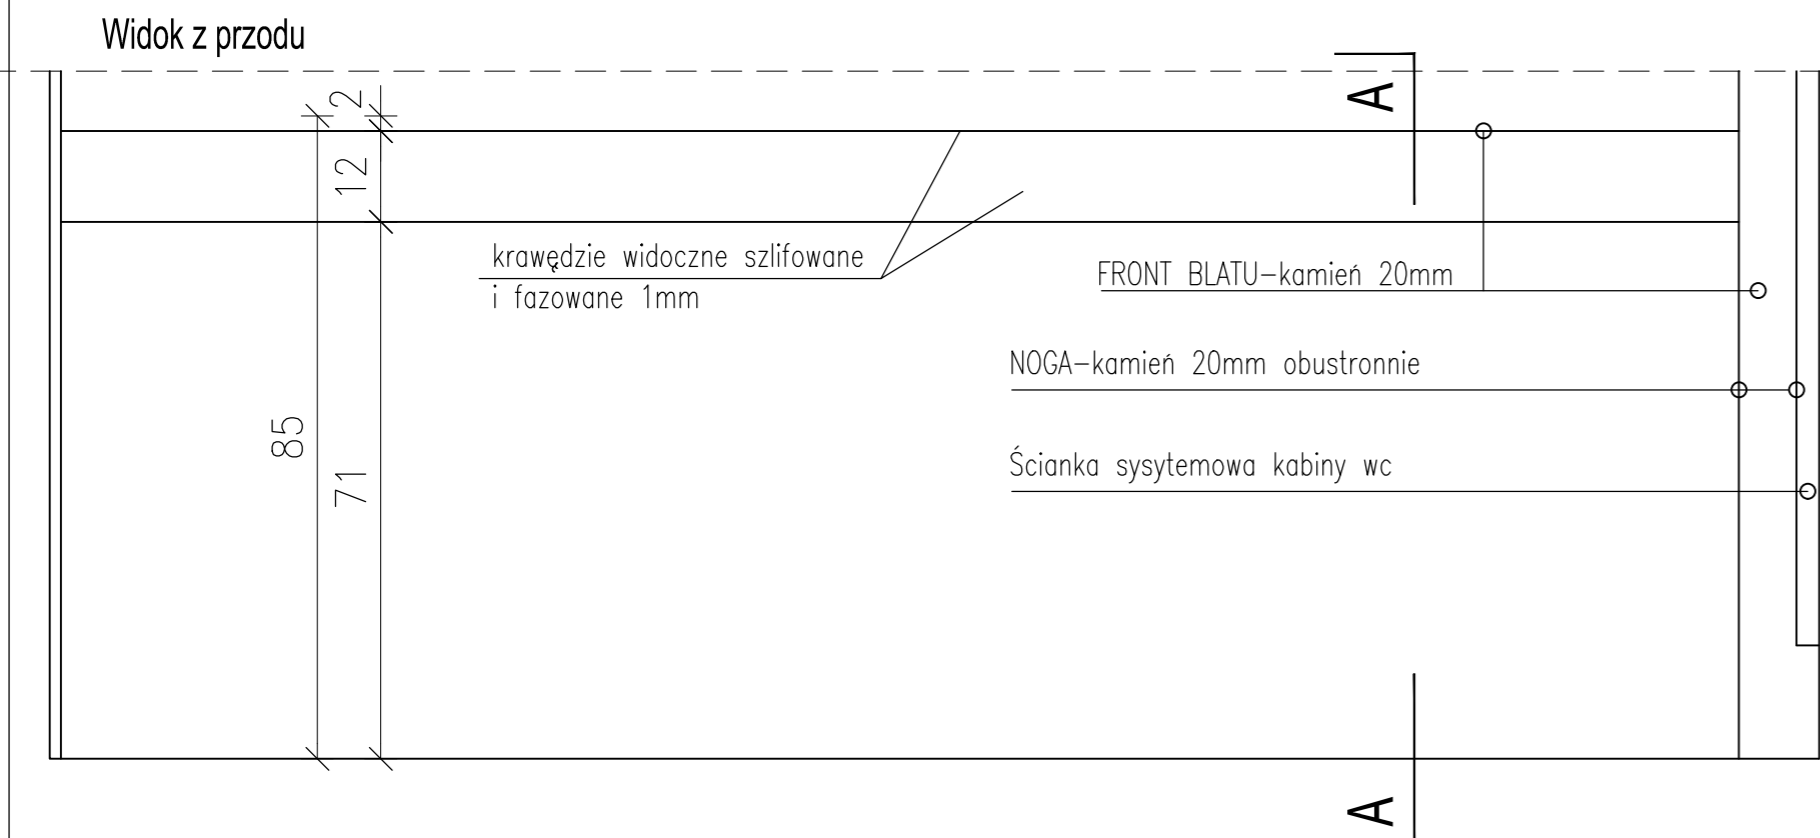 Widok z przodu
A
2
12
krawędzie widoczne szlifowane
i fazowane 1mm
FRONT BLATU-kamień 20mm
NOGA-kamień 20mm obustronnie
85
71
Ścianka sysytemowa kabiny wc
A